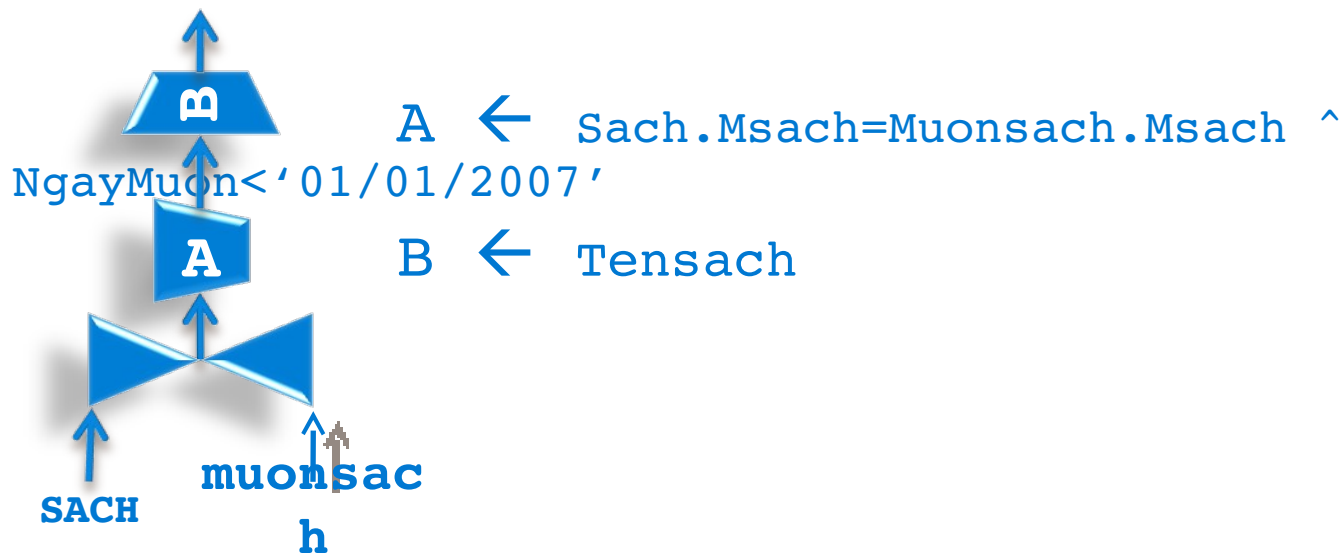 B
A ← Sach.Msach=Muonsach.Msach ^
NgayMuon<‘01/01/2007’
A
B ← Tensach
muonsac
h
SACH